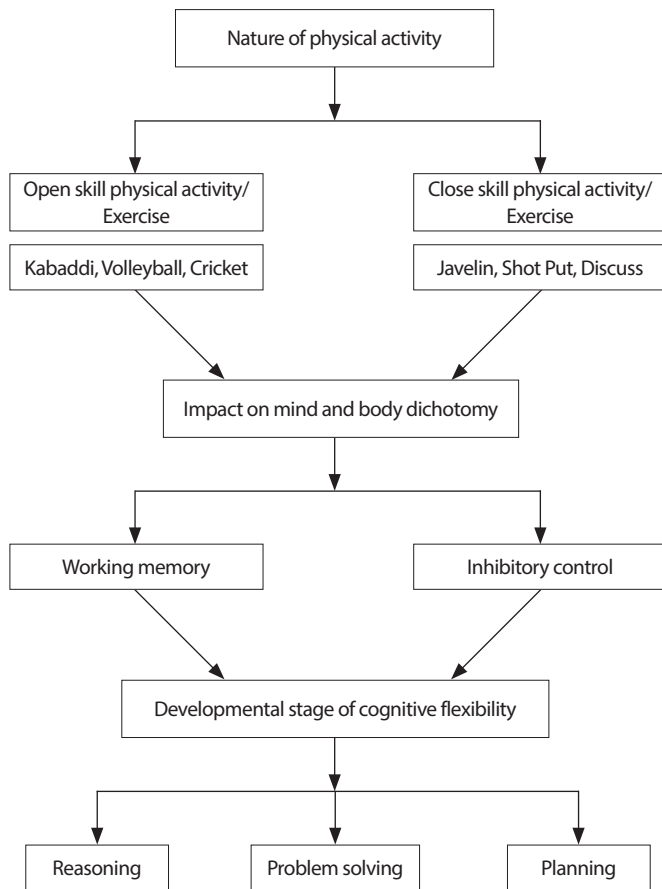 Nature of physical activity
Open skill physical activity/
Exercise
Close skill physical activity/
Exercise
Kabaddi, Volleyball, Cricket
Javelin, Shot Put, Discuss
Impact on mind and body dichotomy
Working memory
Inhibitory control
Developmental stage of cognitive flexibility
Reasoning
Problem solving
Planning